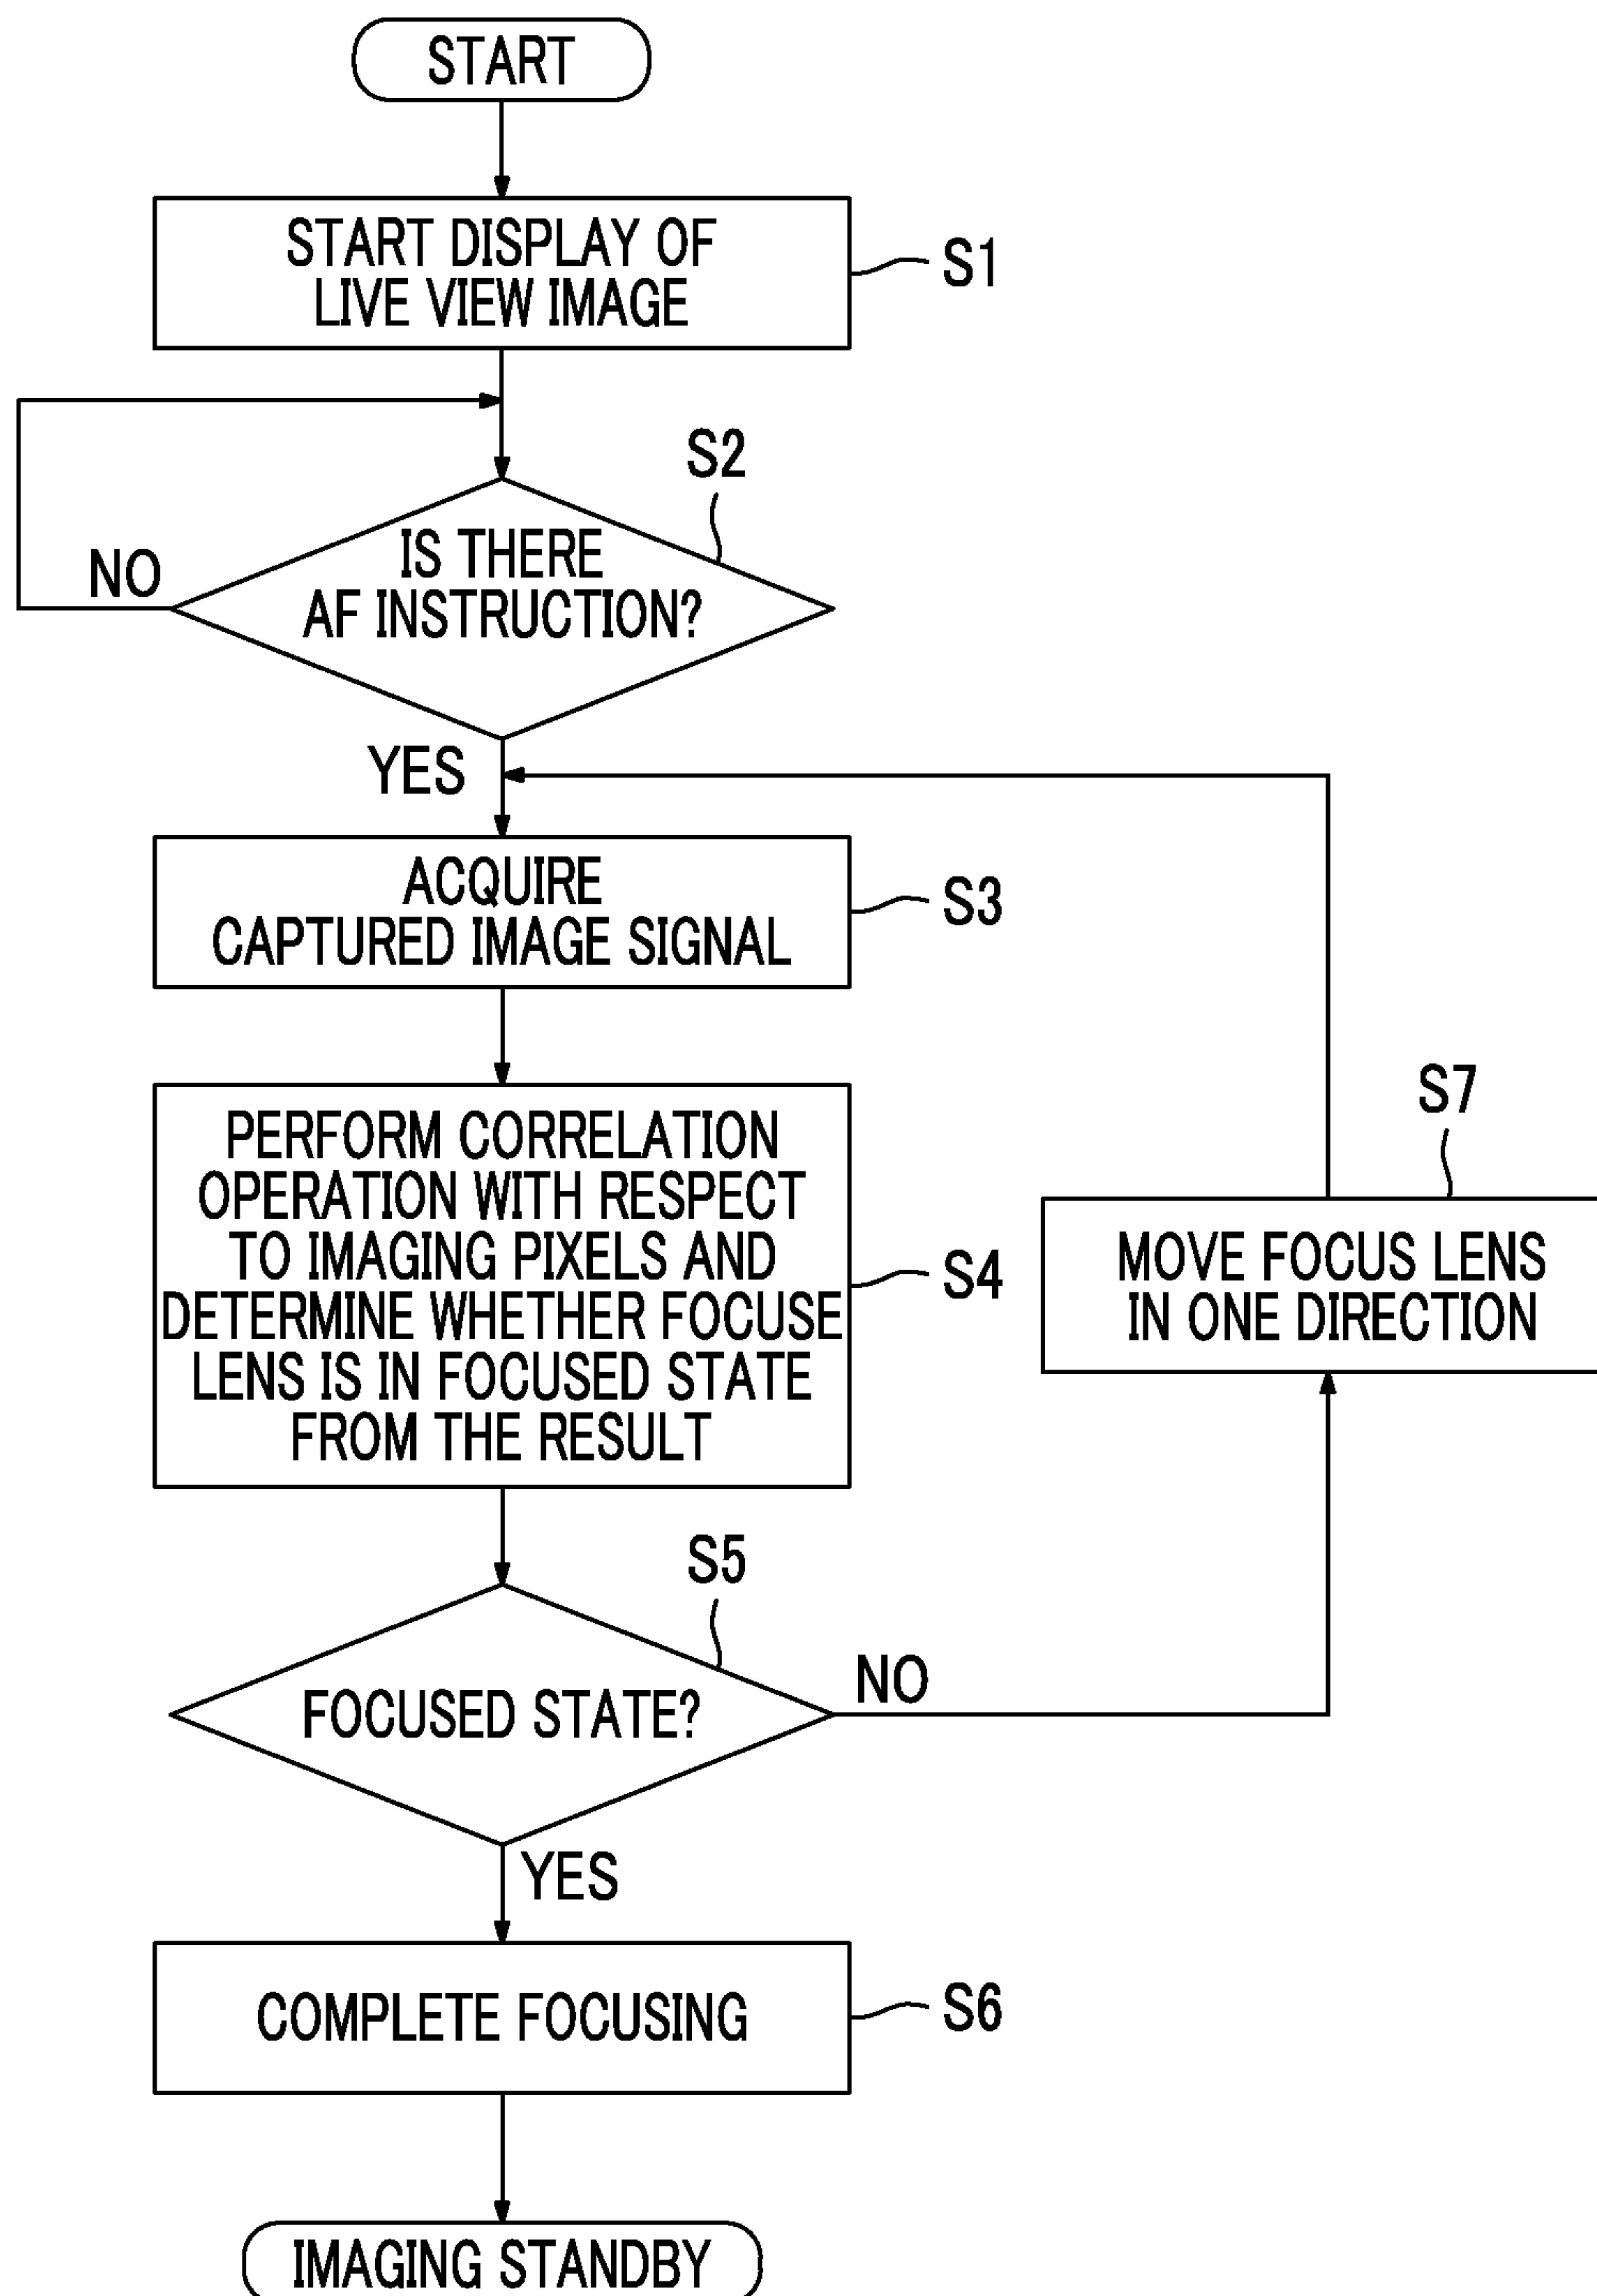 START
START DISPLAY OF
LIVE VIEW IMAGE
S1
S2
IS THERE
AF INSTRUCTION?
NO
YES
ACQUIRE
CAPTURED IMAGE SIGNAL
S3
PERFORM CORRELATION
OPERATION WITH RESPECT
TO IMAGING PIXELS AND
DETERMINE WHETHER FOCUSE
LENS IS IN FOCUSED STATE
FROM THE RESULT
S4
S7
MOVE FOCUS LENS
IN ONE DIRECTION
S5
FOCUSED STATE?
NO
YES
COMPLETE FOCUSING
S6
IMAGING STANDBY